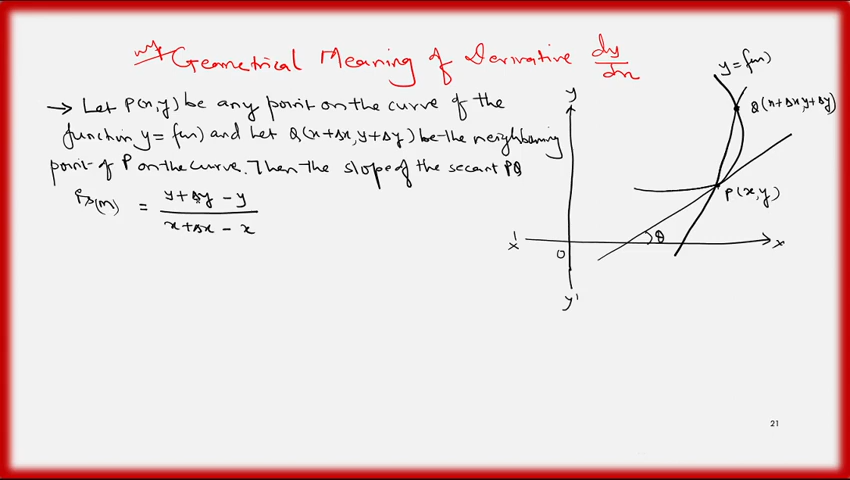 Geometrical Meaning of Derivative dy/dx
→ Let P(x,y) be any point on the curve of the
function y = f(x) and let Q(x+Δx, y+Δy) be the neighbouring
point of P on the curve. Then the slope of the secant PQ
is (m) = y+Δy − y / x+Δx − x
y = f(x)
y
Q(x+Δx, y+Δy)
P(x,y)
θ
x'
x
O
y'
21